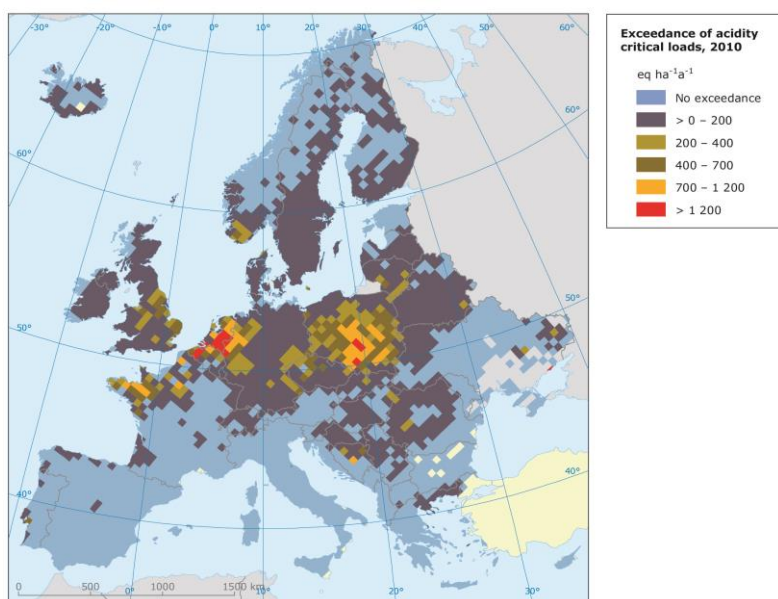 -30°
-20°
-10°
0°
10°
20°
30°
40°
50°
60°
60°
60°
50°
50°
40°
40°
0
500
1000
1500 km
0°
10°
20°
30°
Exceedance of acidity
critical loads, 2010
eq ha⁻¹a⁻¹
No exceedance
> 0 – 200
200 – 400
400 – 700
700 – 1 200
> 1 200